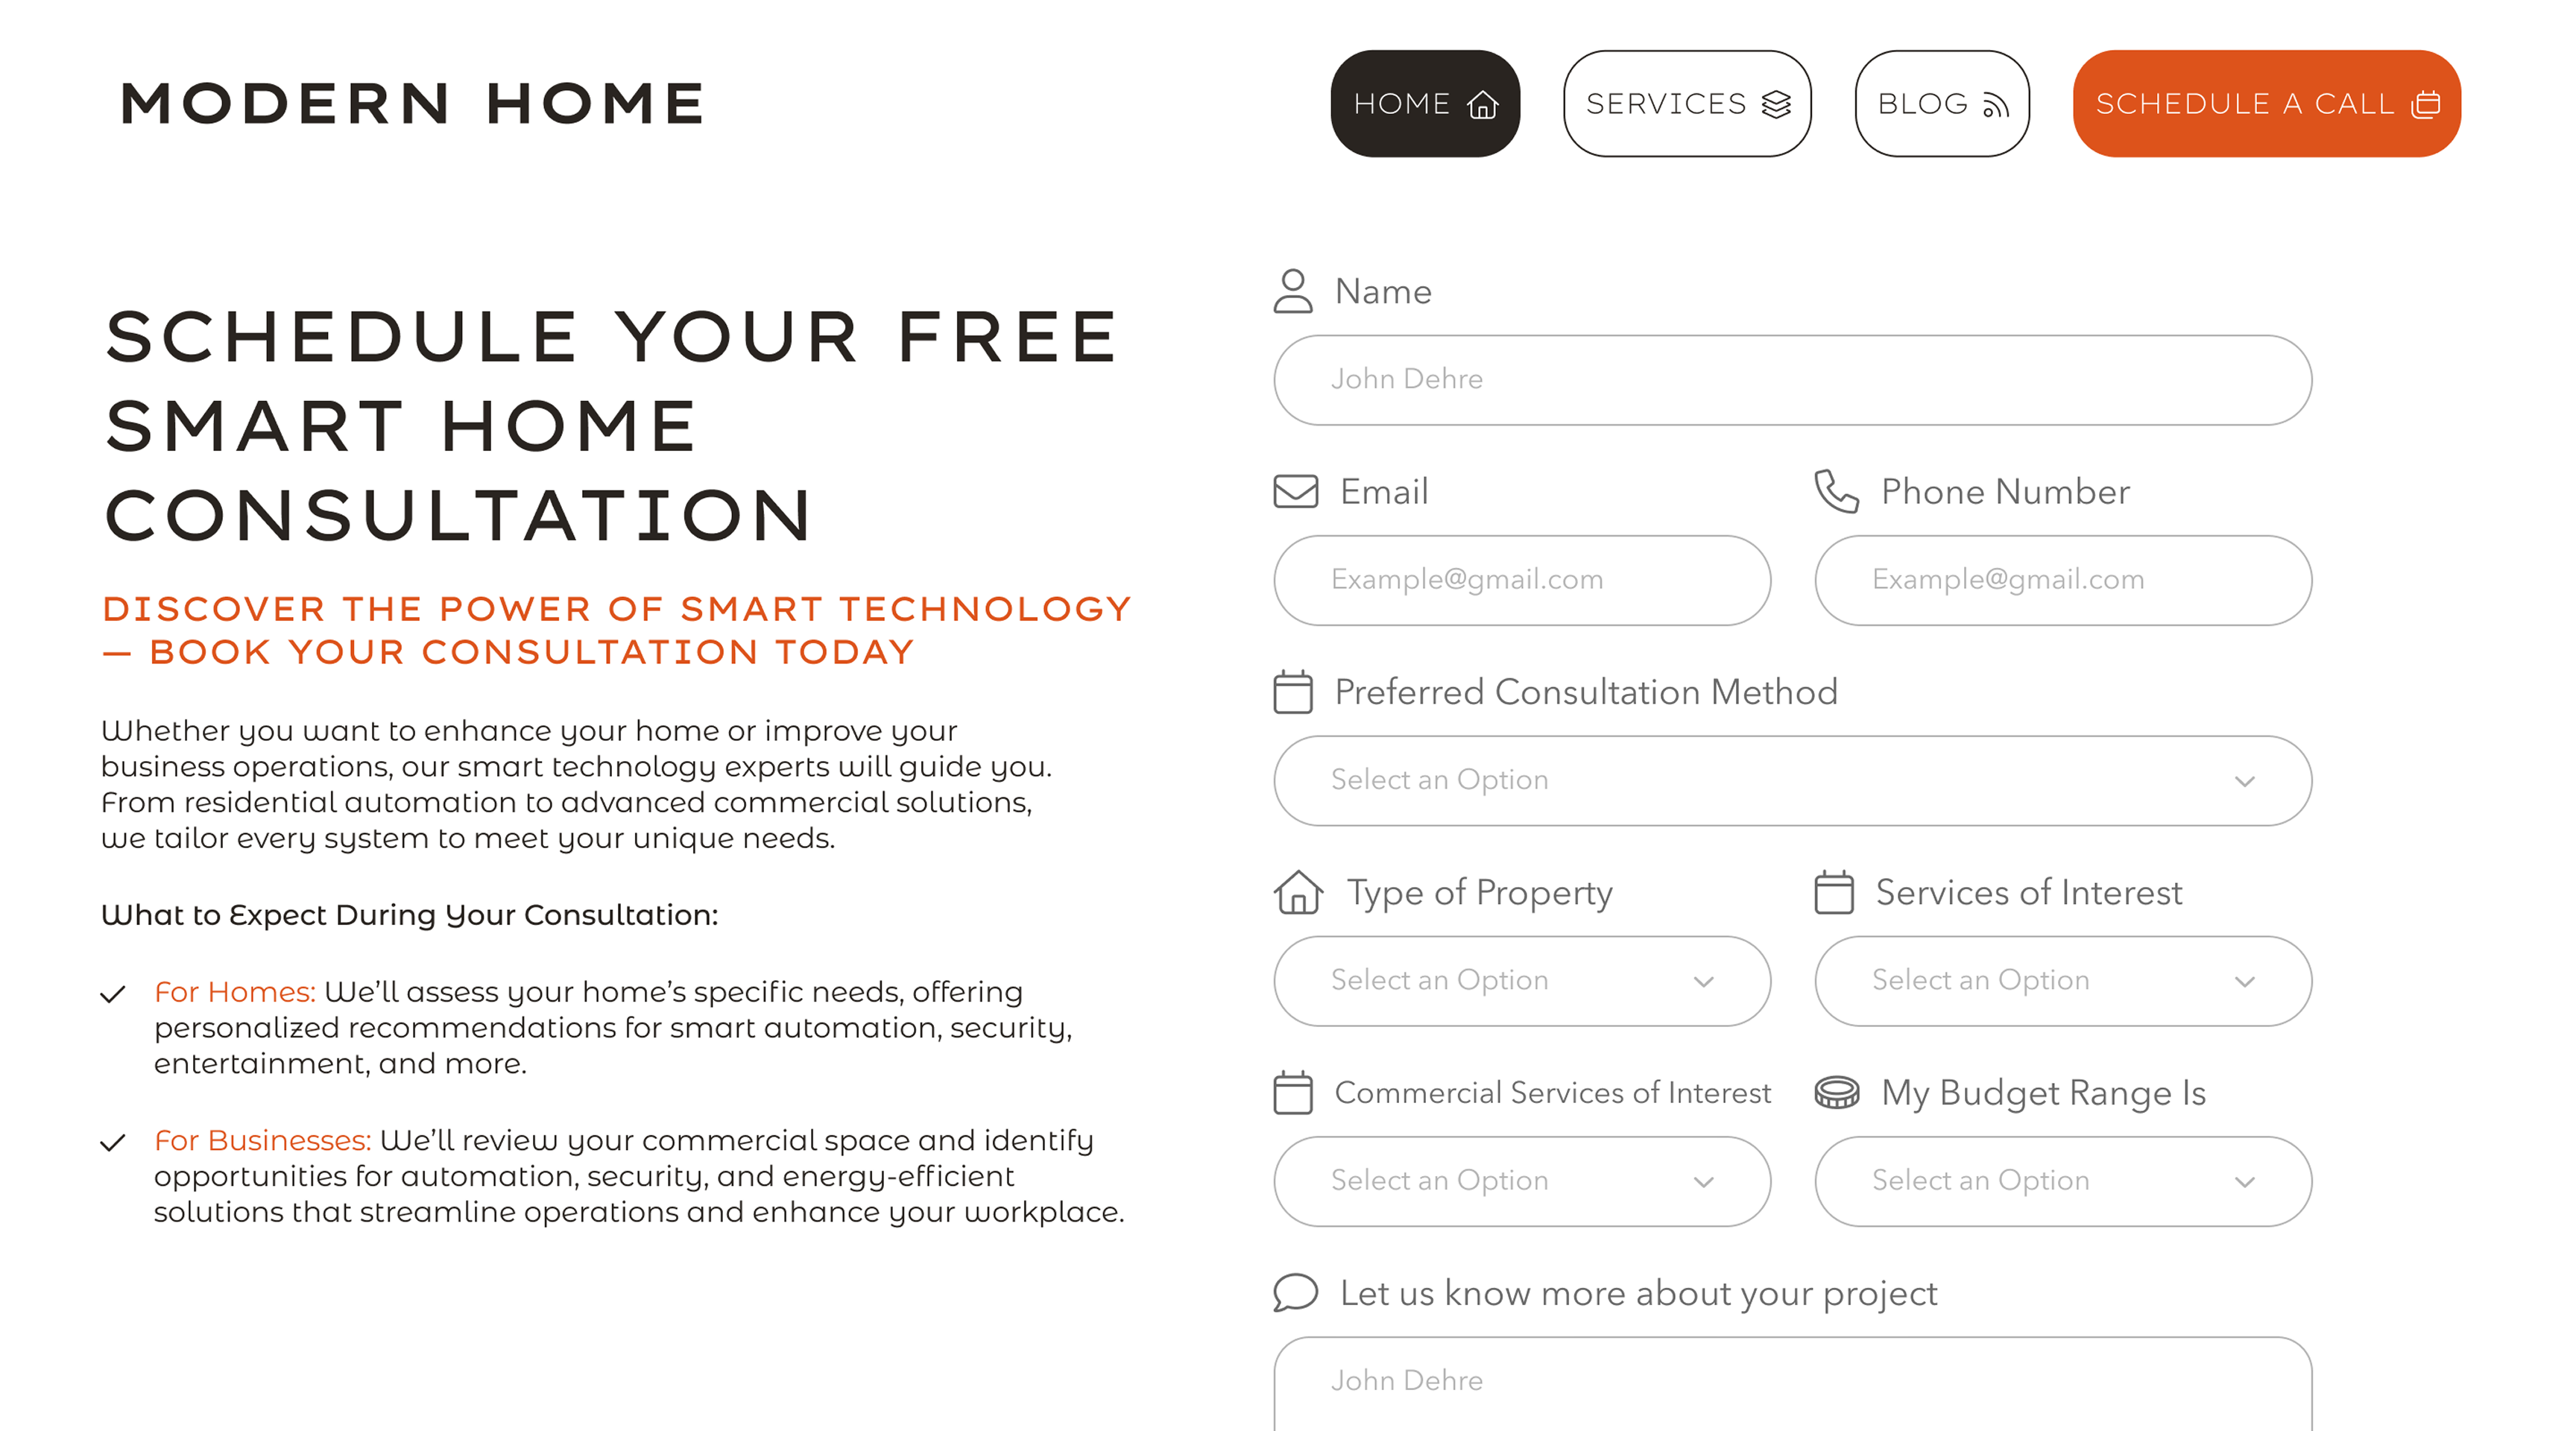 MODERN HOME
HOME
SERVICES
BLOG
SCHEDULE A CALL
SCHEDULE YOUR FREE
SMART HOME
CONSULTATION
DISCOVER THE POWER OF SMART TECHNOLOGY
— BOOK YOUR CONSULTATION TODAY
Whether you want to enhance your home or improve your
business operations, our smart technology experts will guide you.
From residential automation to advanced commercial solutions,
we tailor every system to meet your unique needs.
What to Expect During Your Consultation:
For Homes: We’ll assess your home’s specific needs, offering
personalized recommendations for smart automation, security,
entertainment, and more.
For Businesses: We’ll review your commercial space and identify
opportunities for automation, security, and energy-efficient
solutions that streamline operations and enhance your workplace.
Name
John Dehre
Email
Phone Number
Example@gmail.com
Example@gmail.com
Preferred Consultation Method
Select an Option
Type of Property
Services of Interest
Select an Option
Select an Option
Commercial Services of Interest
My Budget Range Is
Select an Option
Select an Option
Let us know more about your project
John Dehre